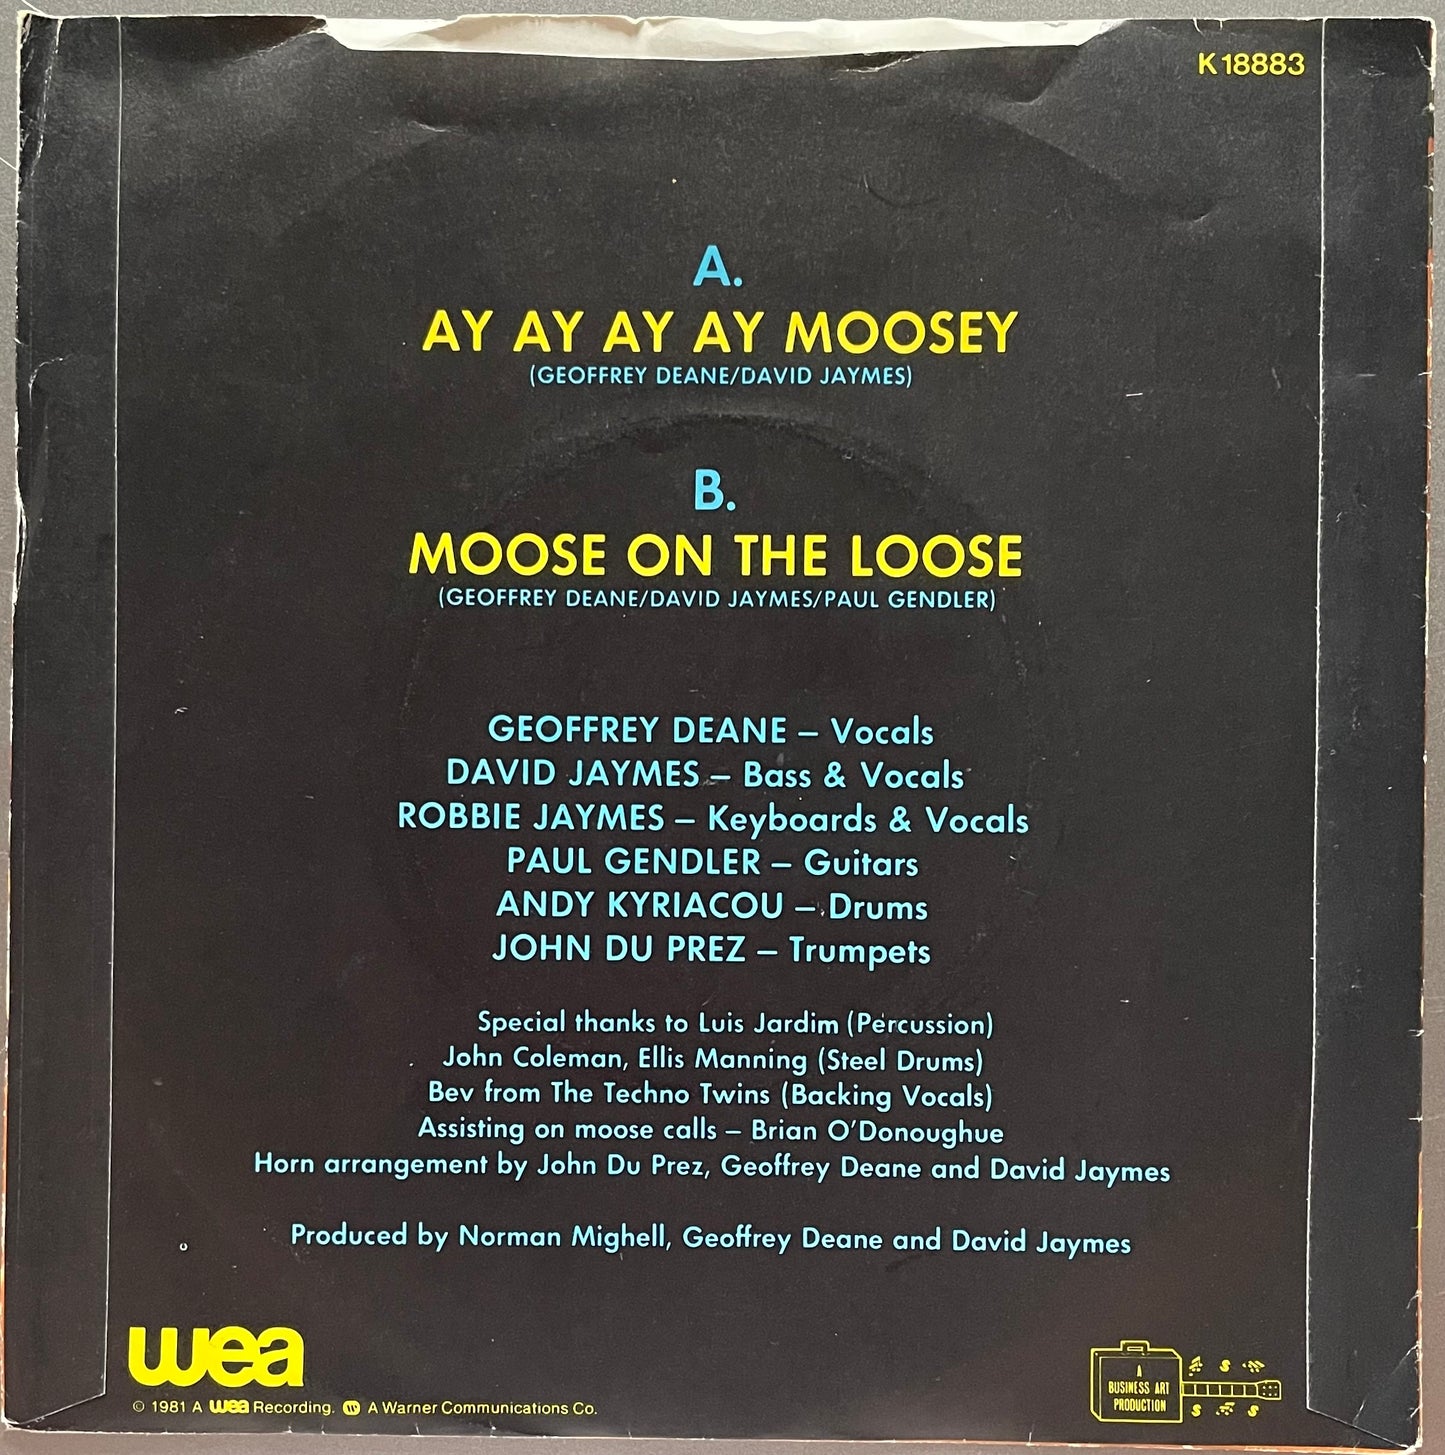 K 18883
A.
AY AY AY AY MOOSEY
(GEOFFREY DEANE/DAVID JAYMES)
B.
MOOSE ON THE LOOSE
(GEOFFREY DEANE/DAVID JAYMES/PAUL GENDLER)
GEOFFREY DEANE – Vocals
DAVID JAYMES – Bass & Vocals
ROBBIE JAYMES – Keyboards & Vocals
PAUL GENDLER – Guitars
ANDY KYRIACOU – Drums
JOHN DU PREZ – Trumpets
Special thanks to Luis Jardim (Percussion)
John Coleman, Ellis Manning (Steel Drums)
Bev from The Techno Twins (Backing Vocals)
Assisting on moose calls – Brian O'Donoughue
Horn arrangement by John Du Prez, Geoffrey Deane and David Jaymes
Produced by Norman Mighell, Geoffrey Deane and David Jaymes
wea
© 1981 A wea Recording. W A Warner Communications Co.
A
BUSINESS ART
PRODUCTION